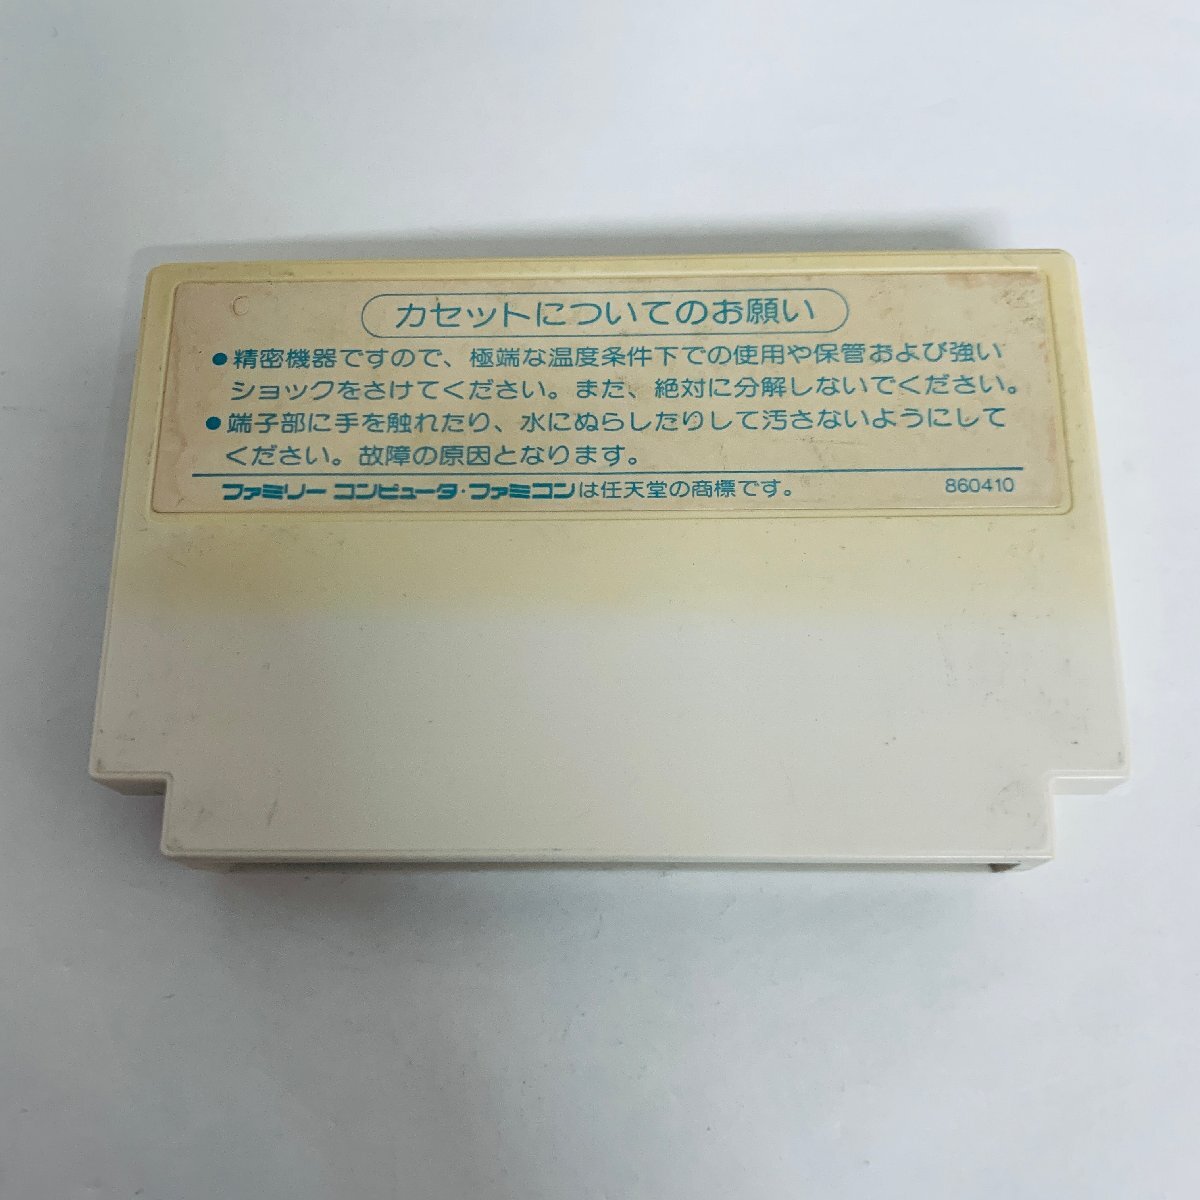 C
カセットについてのお願い
●精密機器ですので、極端な温度条件下での使用や保管および強い
ショックをさけてください。また、絶対に分解しないでください。
●端子部に手を触れたり、水にぬらしたりして汚さないようにして
ください。故障の原因となります。
ファミリー コンピュータ・ファミコンは任天堂の商標です。 860410